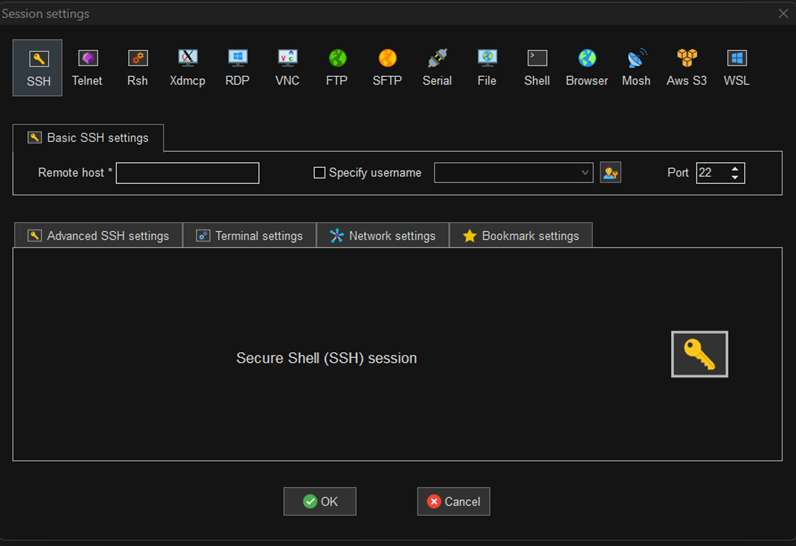 Session settings
SSH Telnet Rsh Xdmcp RDP VNC FTP SFTP Serial File Shell Browser Mosh Aws S3 WSL
Basic SSH settings
Remote host * Specify username Port 22
Advanced SSH settings Terminal settings Network settings Bookmark settings
Secure Shell (SSH) session
OK Cancel